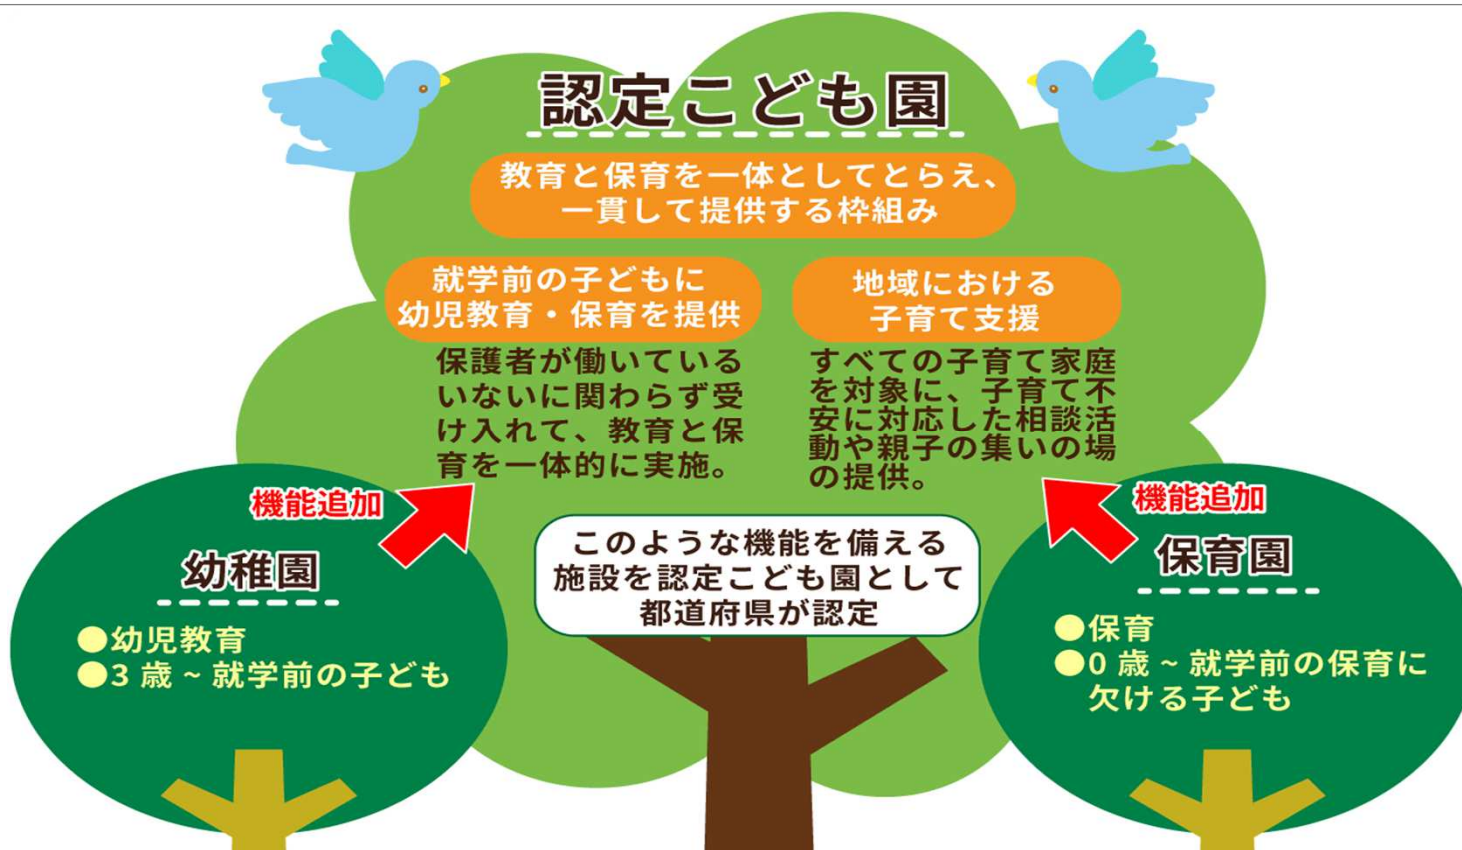 認定こども園
教育と保育を一体としてとらえ、
一貫して提供する枠組み
就学前の子どもに
幼児教育・保育を提供
保護者が働いている
いないに関わらず受
け入れて、教育と保
育を一体的に実施。
地域における
子育て支援
すべての子育て家庭
を対象に、子育て不
安に対応した相談活
動や親子の集いの場
の提供。
機能追加
幼稚園
●幼児教育
●3 歳 ~ 就学前の子ども
このような機能を備える
施設を認定こども園として
都道府県が認定
機能追加
保育園
●保育
●0 歳 ~ 就学前の保育に
欠ける子ども